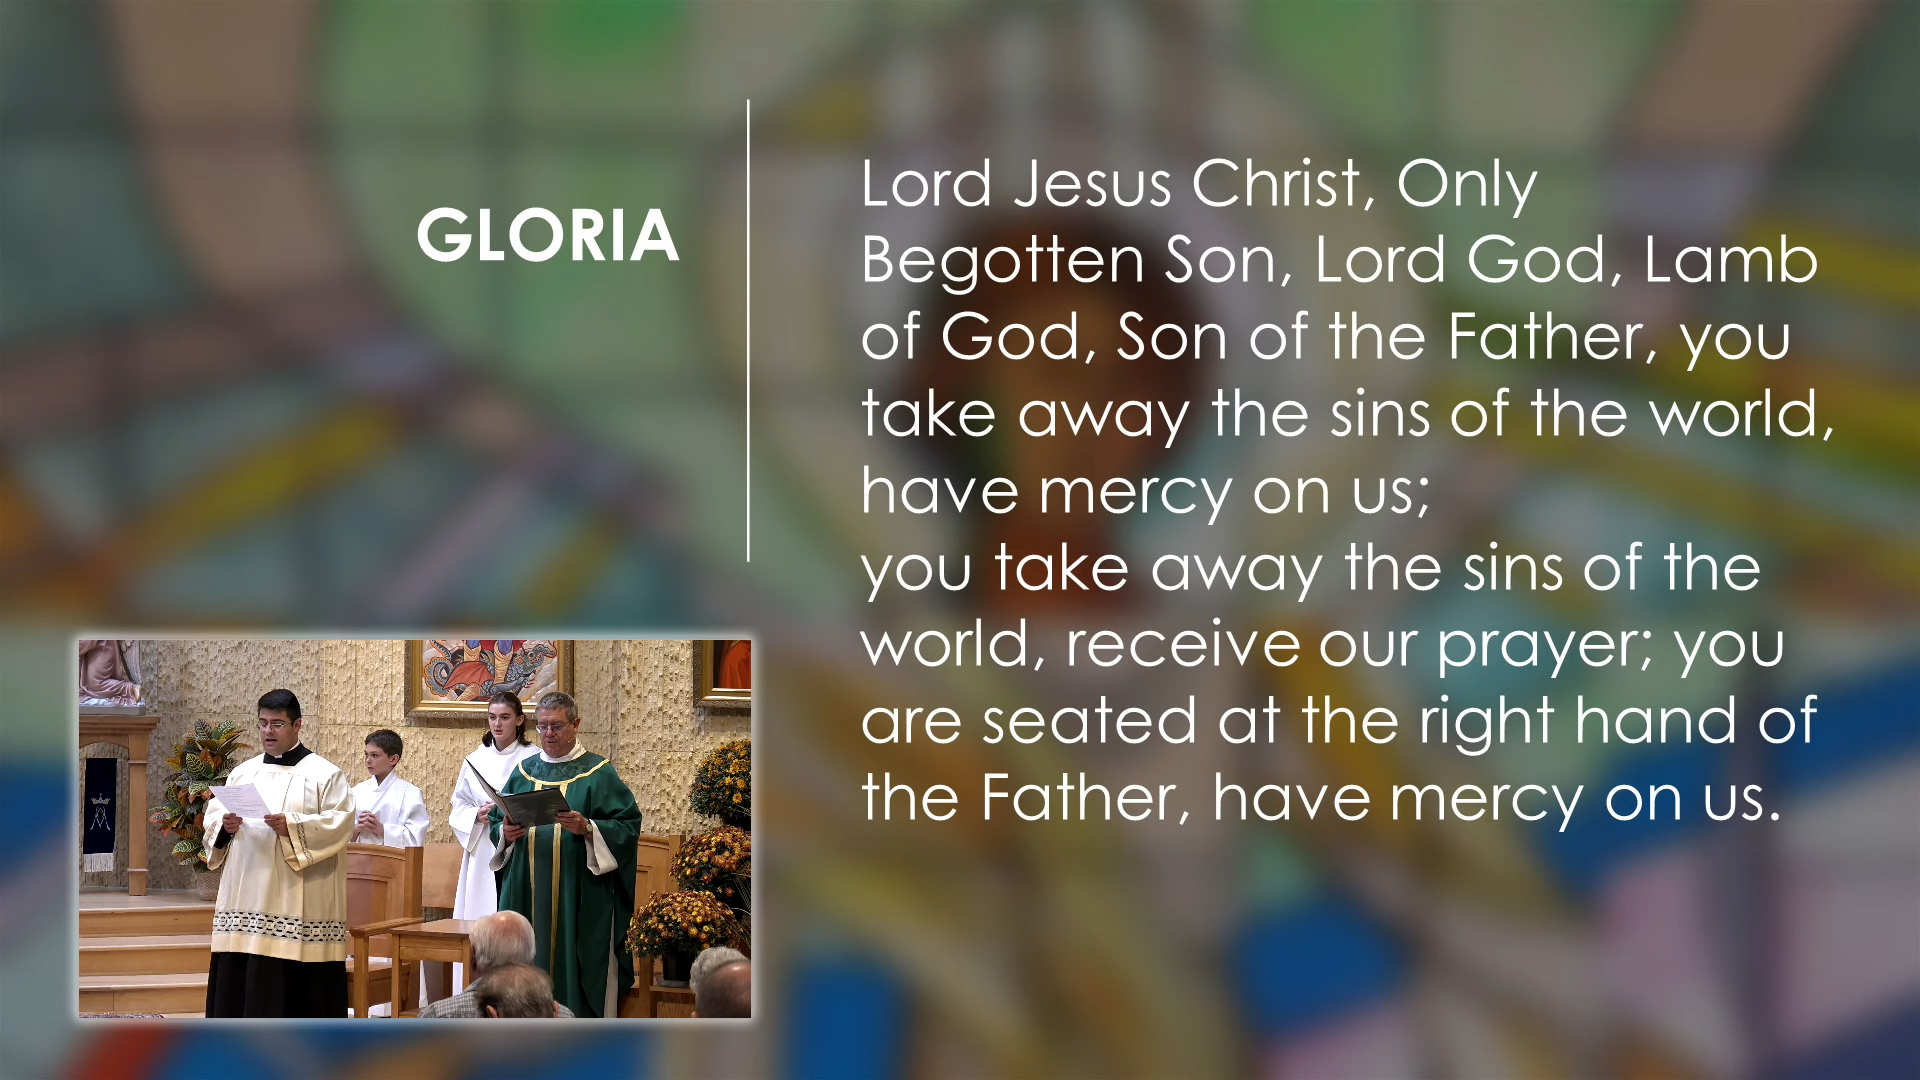 GLORIA
Lord Jesus Christ, Only
Begotten Son, Lord God, Lamb
of God, Son of the Father, you
take away the sins of the world,
have mercy on us;
you take away the sins of the
world, receive our prayer; you
are seated at the right hand of
the Father, have mercy on us.